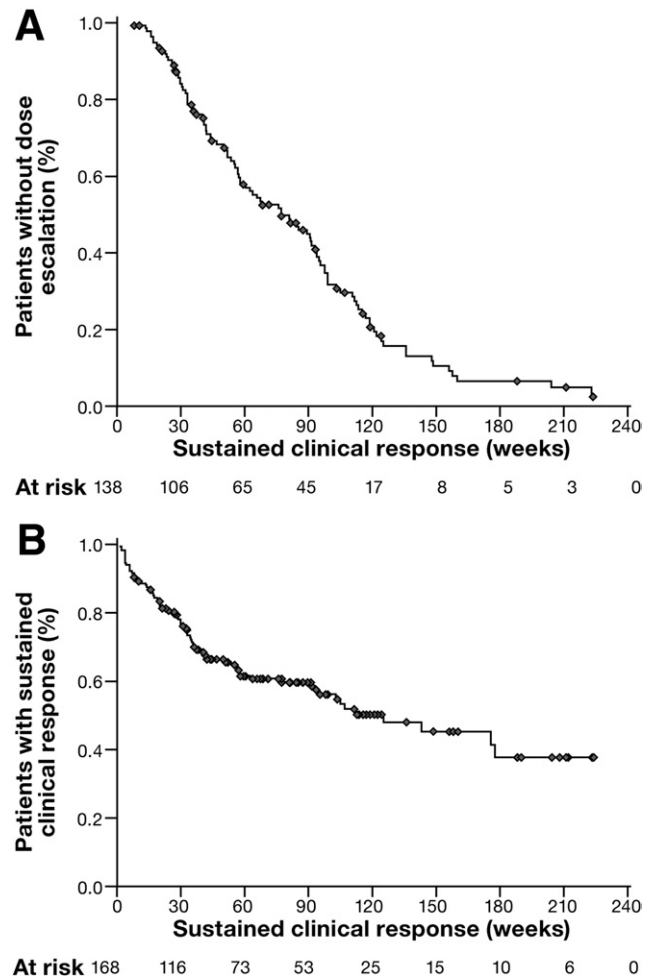 A
Patients without dose
escalation (%)
1.0
0.8
0.6
0.4
0.2
0.0
0 30 60 90 120 150 180 210 240
Sustained clinical response (weeks)
At risk 138 106 65 45 17 8 5 3 0
B
Patients with sustained
clinical response (%)
1.0
0.8
0.6
0.4
0.2
0.0
0 30 60 90 120 150 180 210 240
Sustained clinical response (weeks)
At risk 168 116 73 53 25 15 10 6 0